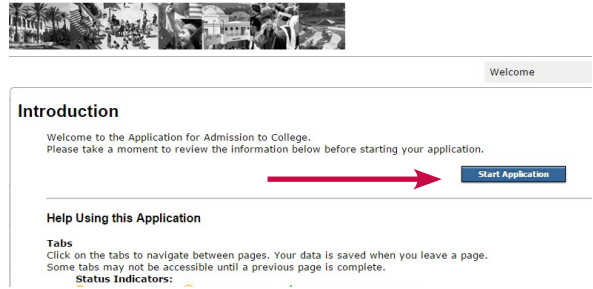 Welcome
Introduction
Welcome to the Application for Admission to College.
Please take a moment to review the information below before starting your application.
Start Application
Help Using this Application
Tabs
Click on the tabs to navigate between pages. Your data is saved when you leave a page.
Some tabs may not be accessible until a previous page is complete.
Status Indicators: